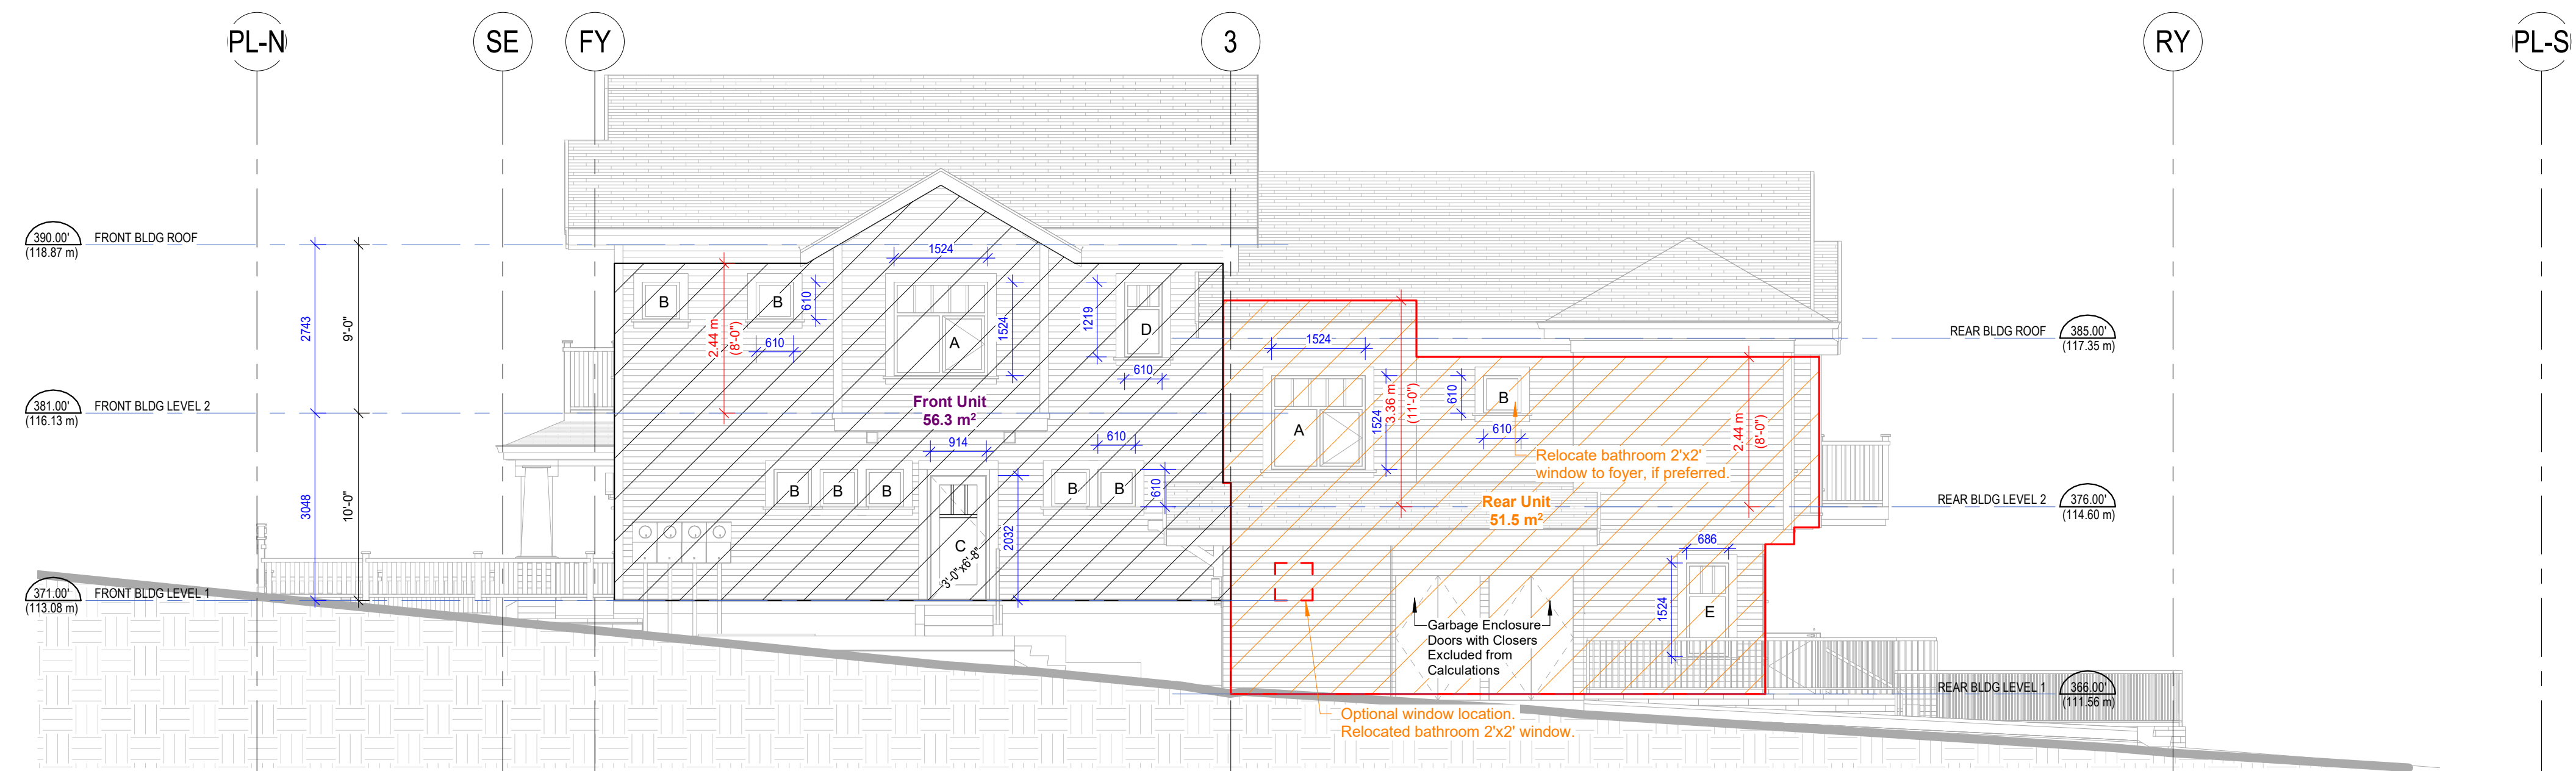 PL-N
SE
FY
3
RY
PL-S
390.00'
(118.87 m)
FRONT BLDG ROOF
381.00'
(116.13 m)
FRONT BLDG LEVEL 2
371.00'
(113.08 m)
FRONT BLDG LEVEL 1
2743
9'-0"
3048
10'-0"
B
B
610
610
2.44 m
(8'-0")
1524
1524
A
1219
D
610
Front Unit
56.3 m²
914
610
B
B
B
B
B
610
2032
C
3'-0"x6'-8"
1524
A
1524
3.36 m
(11'-0")
610
B
610
Relocate bathroom 2'x2'
window to foyer, if preferred.
2.44 m
(8'-0")
Rear Unit
51.5 m²
686
1524
E
Garbage Enclosure
Doors with Closers
Excluded from
Calculations
Optional window location.
Relocated bathroom 2'x2' window.
REAR BLDG ROOF
385.00'
(117.35 m)
REAR BLDG LEVEL 2
376.00'
(114.60 m)
REAR BLDG LEVEL 1
366.00'
(111.56 m)